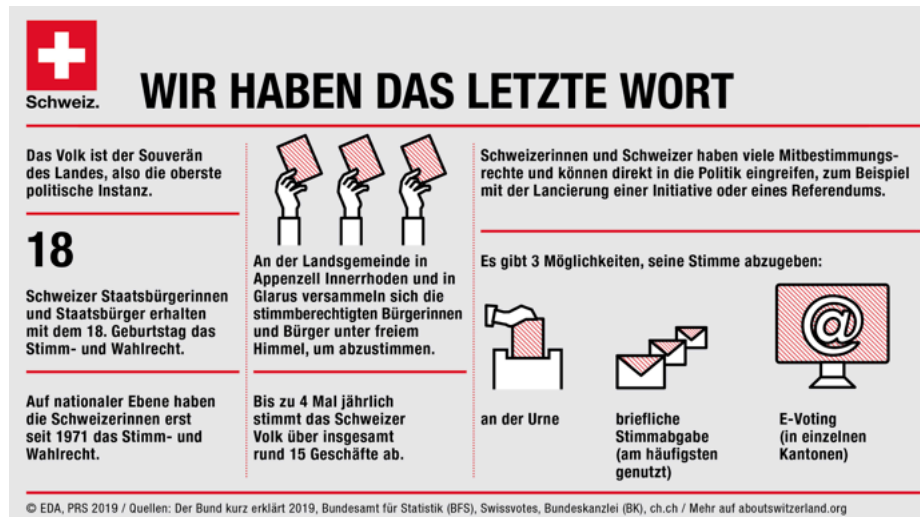 Schweiz.
WIR HABEN DAS LETZTE WORT
Das Volk ist der Souverän
des Landes, also die oberste
politische Instanz.
18
Schweizer Staatsbürgerinnen
und Staatsbürger erhalten
mit dem 18. Geburtstag das
Stimm- und Wahlrecht.
Auf nationaler Ebene haben
die Schweizerinnen erst
seit 1971 das Stimm- und
Wahlrecht.
An der Landsgemeinde in
Appenzell Innerrhoden und in
Glarus versammeln sich die
stimmberechtigten Bürgerinnen
und Bürger unter freiem
Himmel, um abzustimmen.
Bis zu 4 Mal jährlich
stimmt das Schweizer
Volk über insgesamt
rund 15 Geschäfte ab.
Schweizerinnen und Schweizer haben viele Mitbestimmungs-
rechte und können direkt in die Politik eingreifen, zum Beispiel
mit der Lancierung einer Initiative oder eines Referendums.
Es gibt 3 Möglichkeiten, seine Stimme abzugeben:
@
an der Urne
briefliche
Stimmabgabe
(am häufigsten
genutzt)
E-Voting
(in einzelnen
Kantonen)
© EDA, PRS 2019 / Quellen: Der Bund kurz erklärt 2019, Bundesamt für Statistik (BFS), Swissvotes, Bundeskanzlei (BK), ch.ch / Mehr auf aboutswitzerland.org